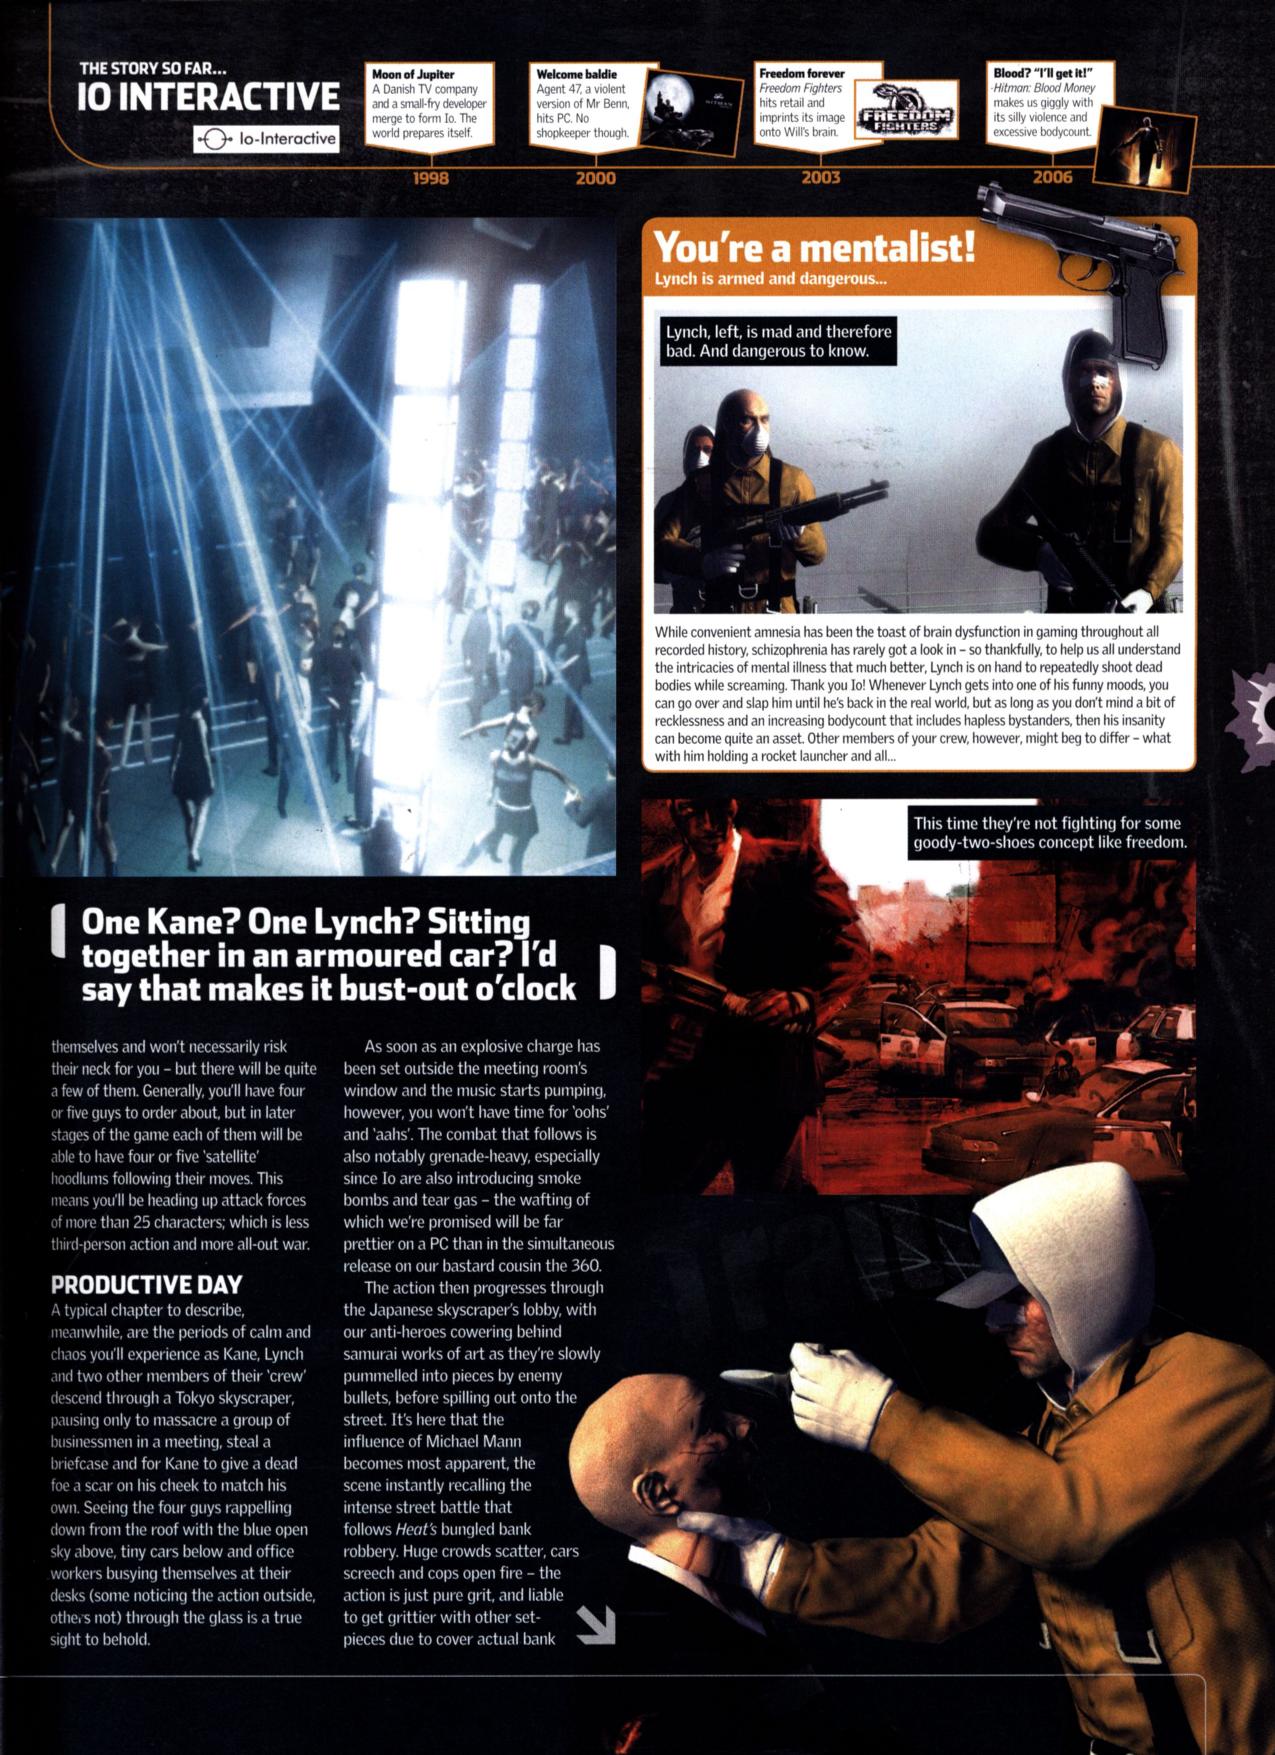 THE STORY SO FAR...
IO INTERACTIVE
Io-Interactive
Moon of Jupiter
A Danish TV company
and a small-fry developer
merge to form Io. The
world prepares itself.
1998
Welcome baldie
Agent 47, a violent
version of Mr Benn,
hits PC. No
shopkeeper though.
HITMAN
2000
Freedom forever
Freedom Fighters
hits retail and
imprints its image
onto Will's brain.
FREEDOM
FIGHTERS
2003
Blood? "I'll get it!"
Hitman: Blood Money
makes us giggly with
its silly violence and
excessive bodycount.
2006
You're a mentalist!
Lynch is armed and dangerous...
Lynch, left, is mad and therefore
bad. And dangerous to know.
While convenient amnesia has been the toast of brain dysfunction in gaming throughout all
recorded history, schizophrenia has rarely got a look in – so thankfully, to help us all understand
the intricacies of mental illness that much better, Lynch is on hand to repeatedly shoot dead
bodies while screaming. Thank you Io! Whenever Lynch gets into one of his funny moods, you
can go over and slap him until he's back in the real world, but as long as you don't mind a bit of
recklessness and an increasing bodycount that includes hapless bystanders, then his insanity
can become quite an asset. Other members of your crew, however, might beg to differ – what
with him holding a rocket launcher and all...
This time they're not fighting for some
goody-two-shoes concept like freedom.
One Kane? One Lynch? Sitting
together in an armoured car? I'd
say that makes it bust-out o'clock
themselves and won't necessarily risk
their neck for you – but there will be quite
a few of them. Generally, you'll have four
or five guys to order about, but in later
stages of the game each of them will be
able to have four or five 'satellite'
hoodlums following their moves. This
means you'll be heading up attack forces
of more than 25 characters; which is less
third-person action and more all-out war.
PRODUCTIVE DAY
A typical chapter to describe,
meanwhile, are the periods of calm and
chaos you'll experience as Kane, Lynch
and two other members of their 'crew'
descend through a Tokyo skyscraper,
pausing only to massacre a group of
businessmen in a meeting, steal a
briefcase and for Kane to give a dead
foe a scar on his cheek to match his
own. Seeing the four guys rappelling
down from the roof with the blue open
sky above, tiny cars below and office
workers busying themselves at their
desks (some noticing the action outside,
others not) through the glass is a true
sight to behold.
As soon as an explosive charge has
been set outside the meeting room's
window and the music starts pumping,
however, you won't have time for 'oohs'
and 'aahs'. The combat that follows is
also notably grenade-heavy, especially
since Io are also introducing smoke
bombs and tear gas – the wafting of
which we're promised will be far
prettier on a PC than in the simultaneous
release on our bastard cousin the 360.
The action then progresses through
the Japanese skyscraper's lobby, with
our anti-heroes cowering behind
samurai works of art as they're slowly
pummelled into pieces by enemy
bullets, before spilling out onto the
street. It's here that the
influence of Michael Mann
becomes most apparent, the
scene instantly recalling the
intense street battle that
follows Heat's bungled bank
robbery. Huge crowds scatter, cars
screech and cops open fire – the
action is just pure grit, and liable
to get grittier with other set-
pieces due to cover actual bank